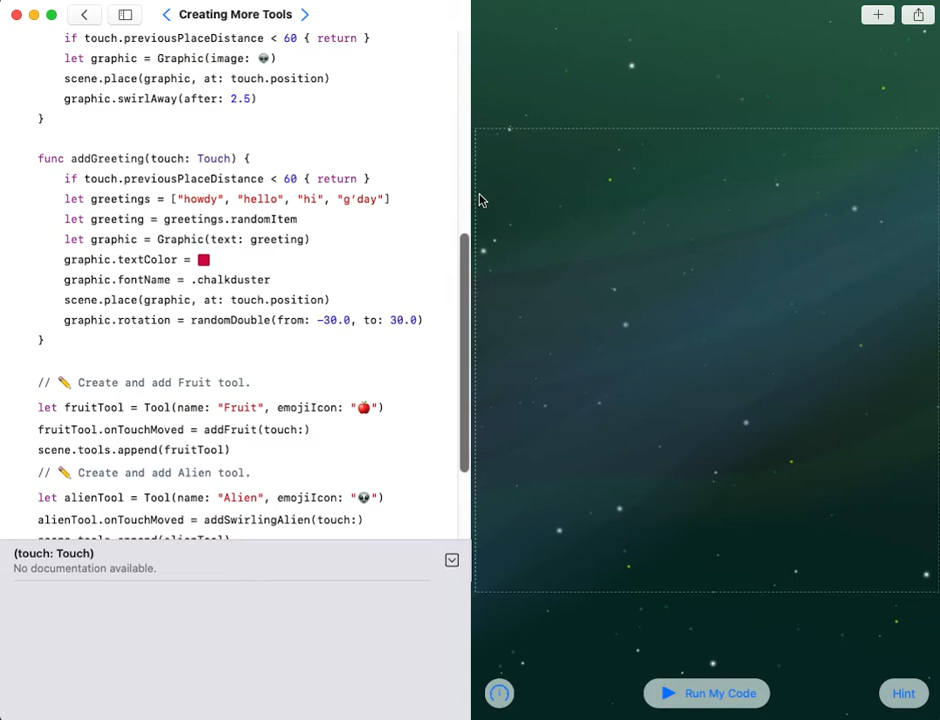 Creating More Tools
if touch.previousPlaceDistance < 60 { return }
let graphic = Graphic(image: 👽)
scene.place(graphic, at: touch.position)
graphic.swirlAway(after: 2.5)
}
func addGreeting(touch: Touch) {
if touch.previousPlaceDistance < 60 { return }
let greetings = ["howdy", "hello", "hi", "g'day"]
let greeting = greetings.randomItem
let graphic = Graphic(text: greeting)
graphic.textColor =
graphic.fontName = .chalkduster
scene.place(graphic, at: touch.position)
graphic.rotation = randomDouble(from: -30.0, to: 30.0)
}
// ✏️ Create and add Fruit tool.
let fruitTool = Tool(name: "Fruit", emojiIcon: "🍎")
fruitTool.onTouchMoved = addFruit(touch:)
scene.tools.append(fruitTool)
// ✏️ Create and add Alien tool.
let alienTool = Tool(name: "Alien", emojiIcon: "👽")
alienTool.onTouchMoved = addSwirlingAlien(touch:)
(touch: Touch)
No documentation available.
Run My Code
Hint